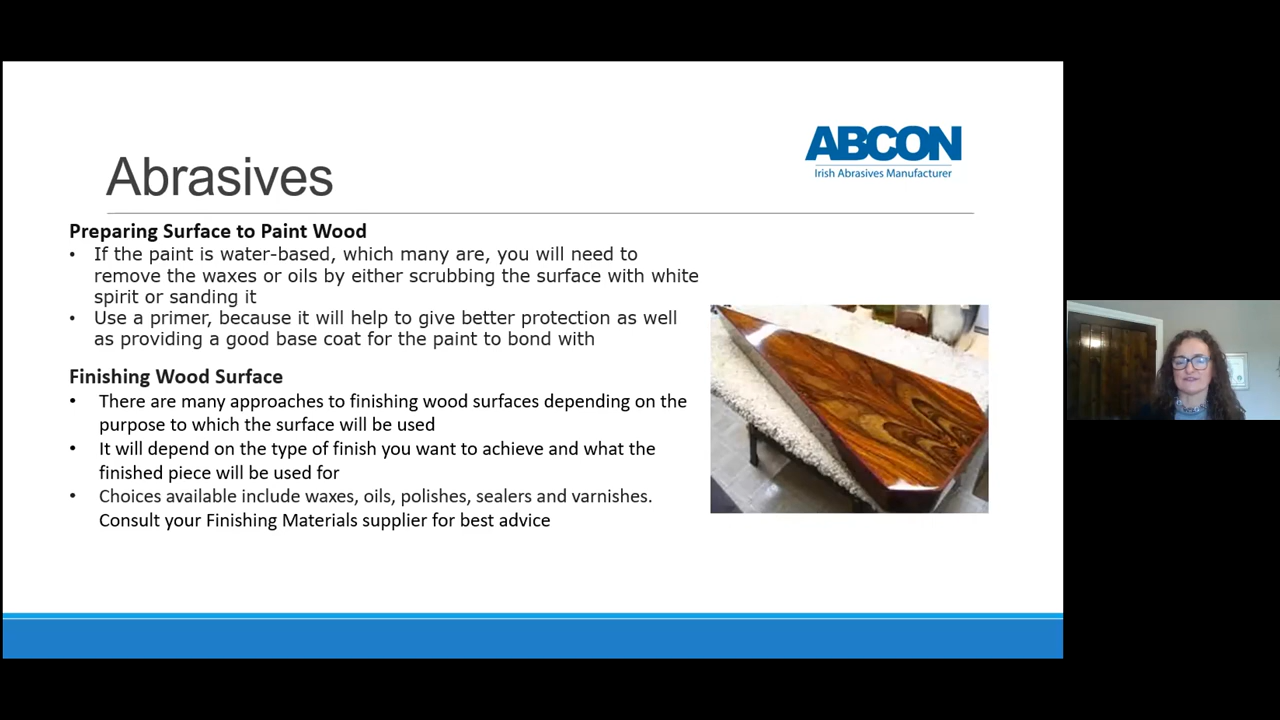 ABCON
Irish Abrasives Manufacturer
Abrasives
Preparing Surface to Paint Wood
• If the paint is water-based, which many are, you will need to
remove the waxes or oils by either scrubbing the surface with white
spirit or sanding it
• Use a primer, because it will help to give better protection as well
as providing a good base coat for the paint to bond with
Finishing Wood Surface
• There are many approaches to finishing wood surfaces depending on the
purpose to which the surface will be used
• It will depend on the type of finish you want to achieve and what the
finished piece will be used for
• Choices available include waxes, oils, polishes, sealers and varnishes.
Consult your Finishing Materials supplier for best advice